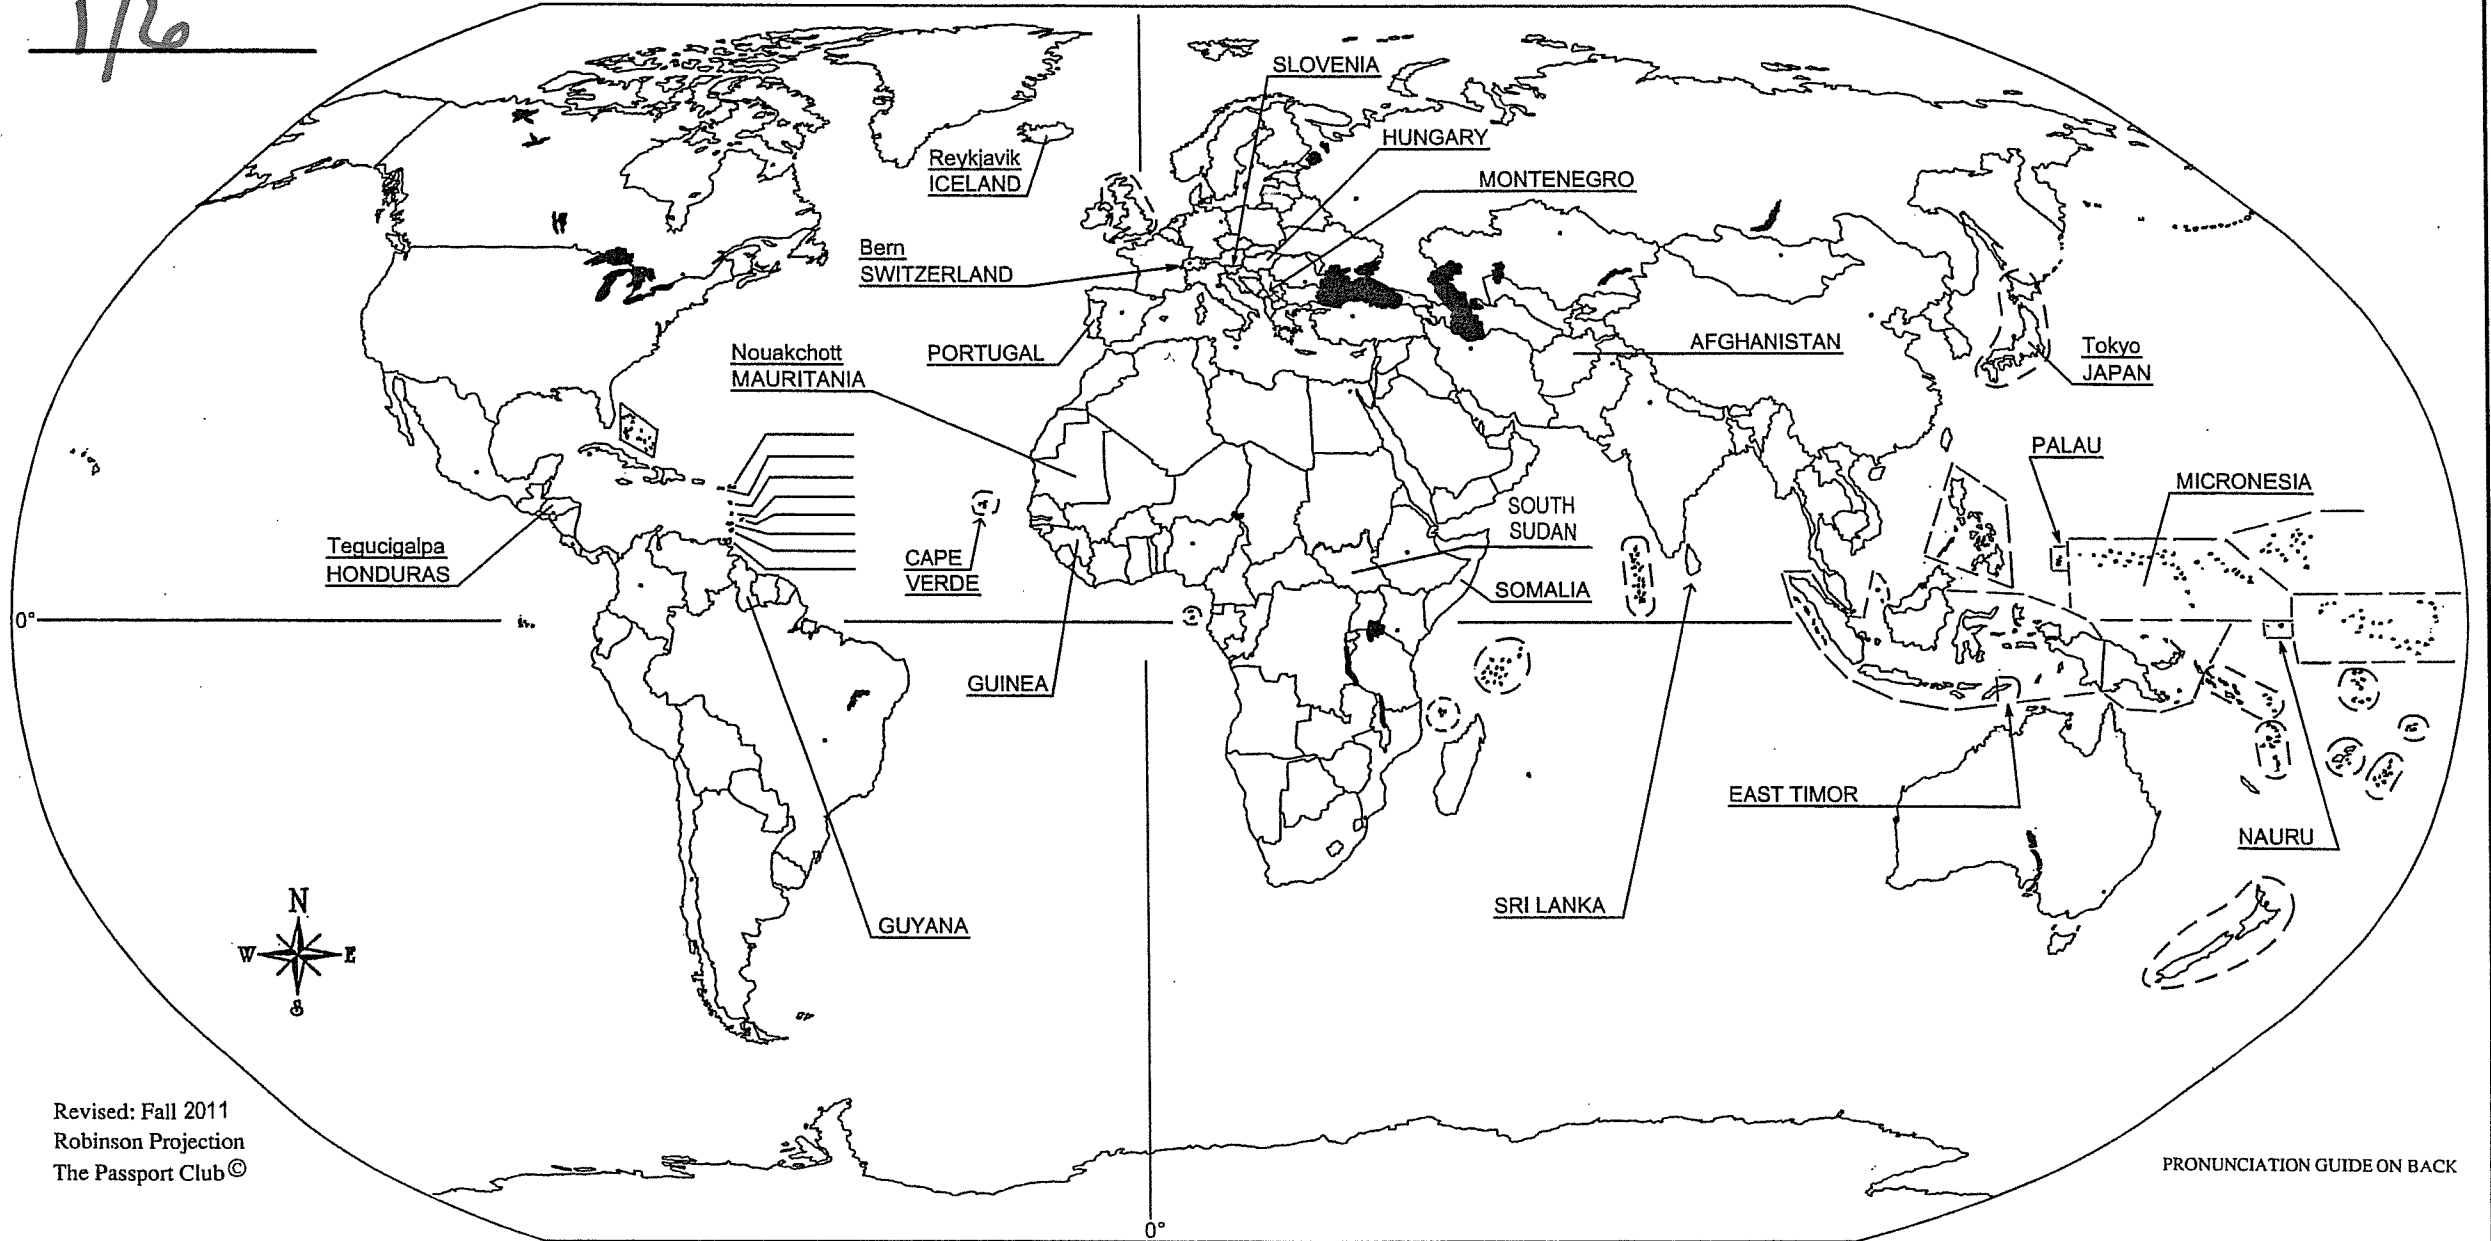 SLOVENIA
HUNGARY
Reykjavik
ICELAND
MONTENEGRO
Bern
SWITZERLAND
Nouakchott
MAURITANIA
PORTUGAL
AFGHANISTAN
Tokyo
JAPAN
PALAU
MICRONESIA
SOUTH
SUDAN
Tegucigalpa
HONDURAS
CAPE
VERDE
SOMALIA
0°
GUINEA
EAST TIMOR
NAURU
SRI LANKA
GUYANA
N
W E
S
Revised: Fall 2011
Robinson Projection
The Passport Club©
PRONUNCIATION GUIDE ON BACK
0°